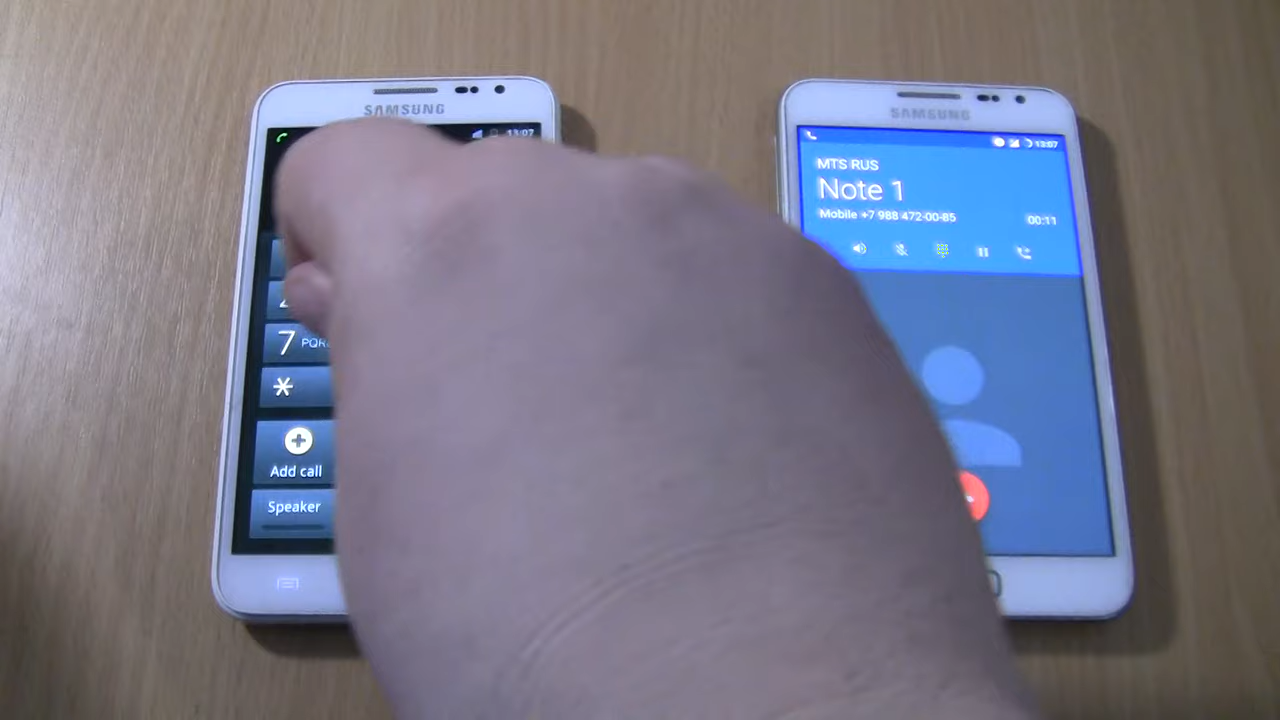 SAMSUNG
13:07
7 PQR
*
Add call
Speaker
SAMSUNG
13:07
MTS RUS
Note 1
Mobile +7 988 472-00-85
00:11